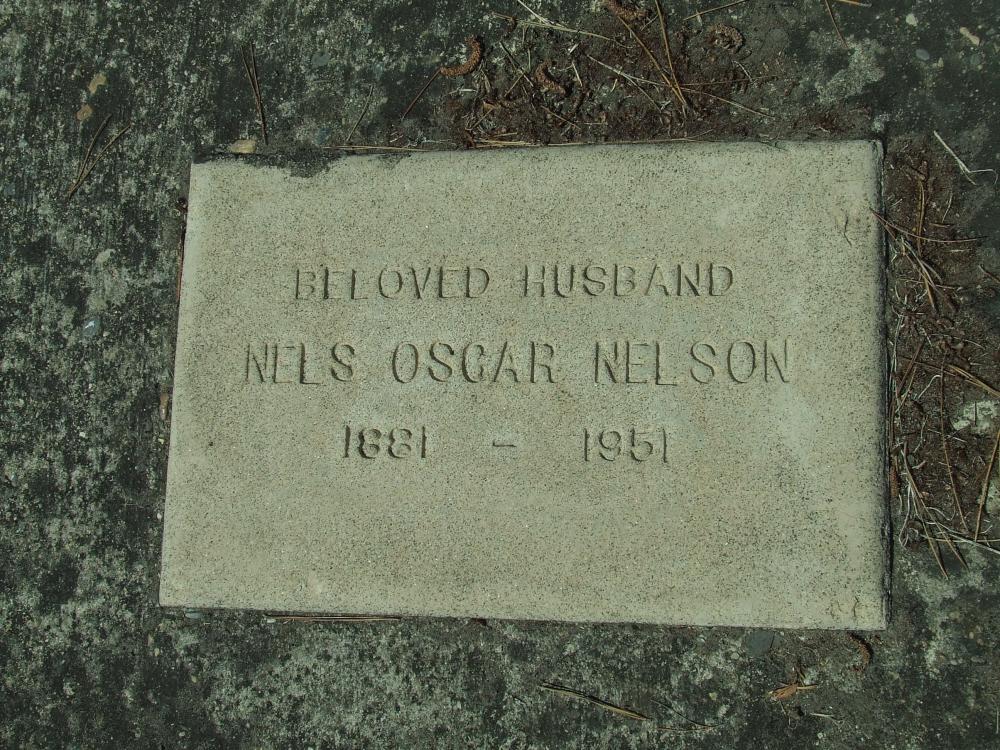 BELOVED HUSBAND
NELS OSCAR NELSON
1881 - 1951